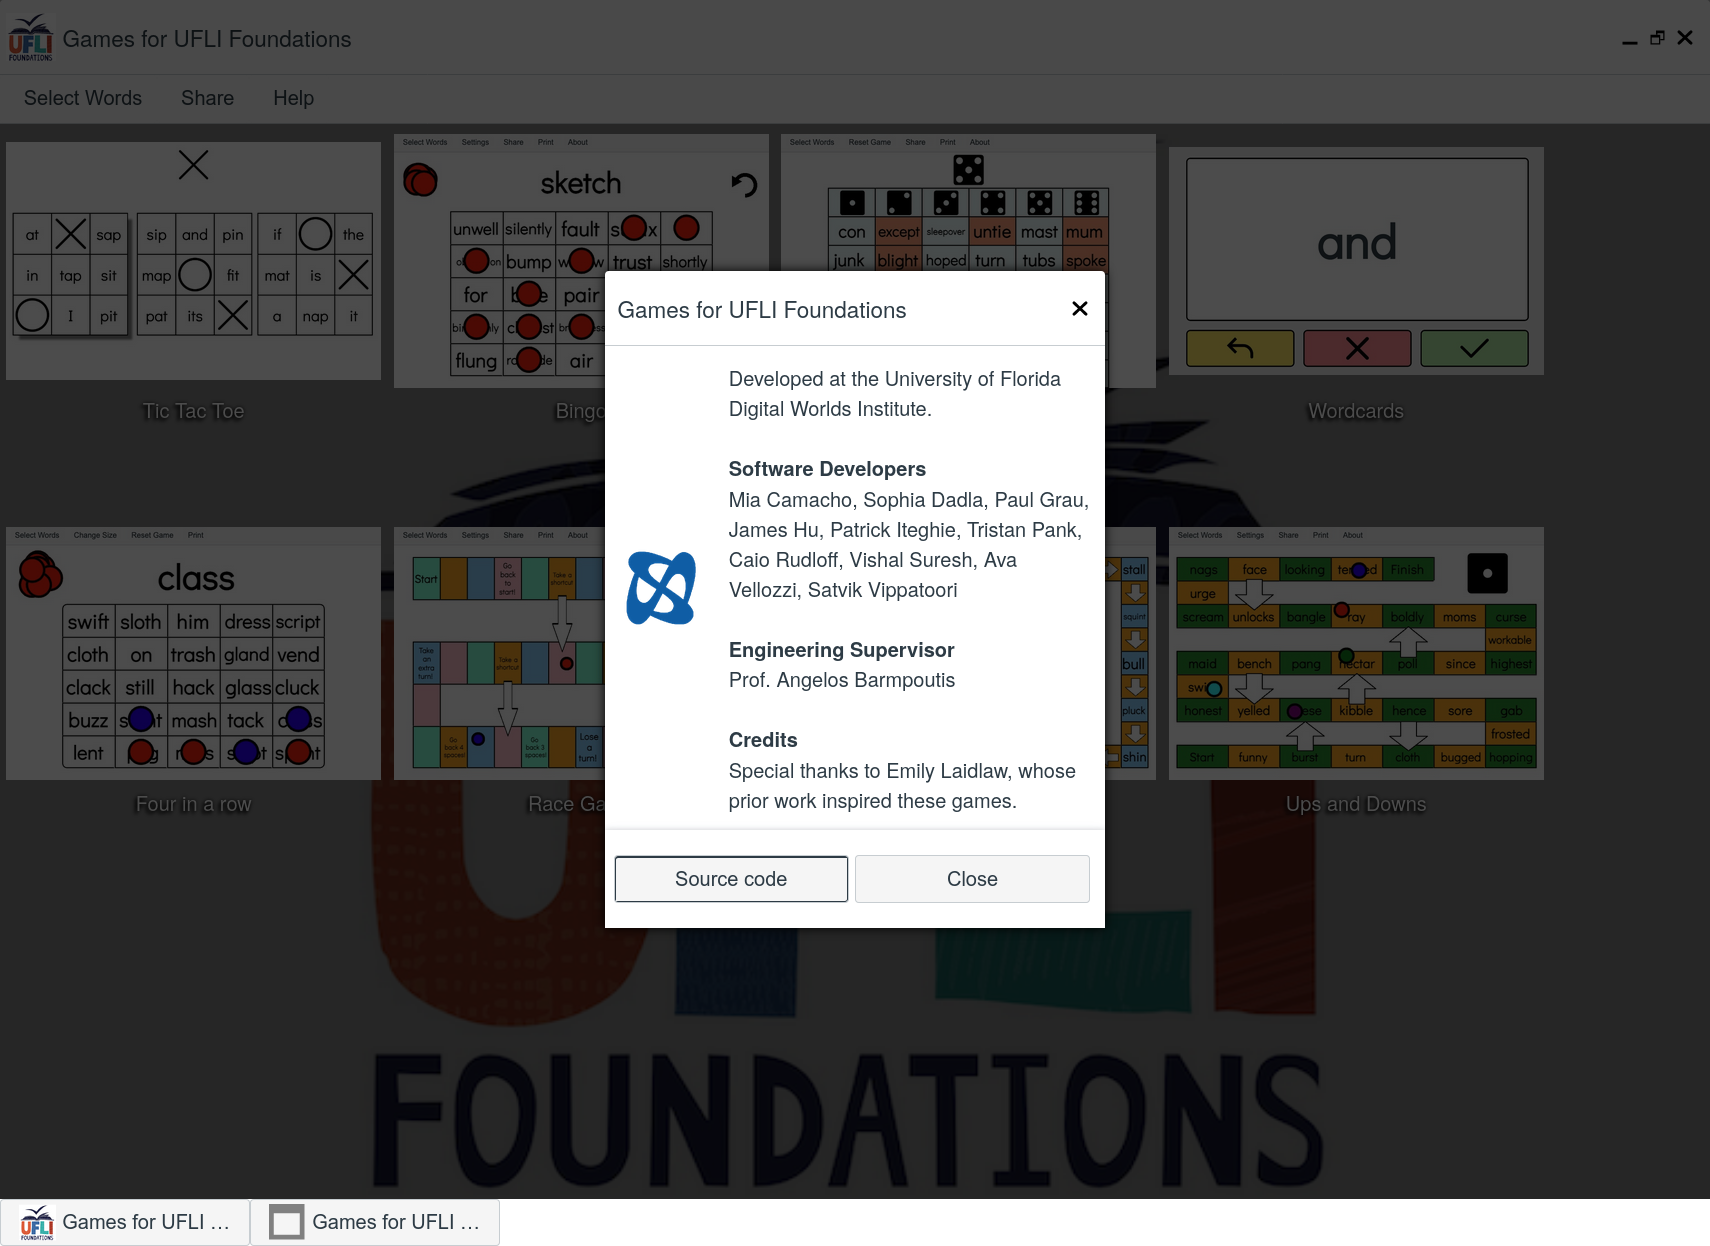 UFLI
FOUNDATIONS
Games for UFLI Foundations
Select Words Share Help
Select Words Settings Share Print About
Select Words Reset Game Share Print About
at sap
in tap sit
I pit
sip and pin
map fit
pat its
if the
mat is
a nap it
sketch
unwell silently fault
bump trust shortly
for pair
flung air
con except sleepover untie mast mum
junk blight hoped turn tubs spoke
and
Tic Tac Toe
Bingo
Wordcards
Games for UFLI Foundations
Developed at the University of Florida
Digital Worlds Institute.
Software Developers
Mia Camacho, Sophia Dadla, Paul Grau,
James Hu, Patrick Iteghie, Tristan Pank,
Caio Rudloff, Vishal Suresh, Ava
Vellozzi, Satvik Vippatoori
Engineering Supervisor
Prof. Angelos Barmpoutis
Credits
Special thanks to Emily Laidlaw, whose
prior work inspired these games.
Source code Close
Select Words Change Size Reset Game Print
class
swift sloth him dress script
cloth on trash gland vend
clack still hack glass cluck
buzz mash tack
lent
Four in a row
Select Words Settings Share Print About
Start
Go back to start!
Take a shortcut
Take an extra turn!
Take a shortcut
Go back 4 spaces!
Go back 3 spaces!
Lose a turn!
Race Ga
stall
squint
bull
pluck
shin
Select Words Settings Share Print About
nags face looking Finish
urge
scream unlocks bangle ray boldly moms curse
workable
maid bench pang nectar poll since highest
honest yelled kibble hence sore gab
frosted
Start funny burst turn cloth bugged hopping
Ups and Downs
UFLI
FOUNDATIONS
Games for UFLI ... Games for UFLI ...